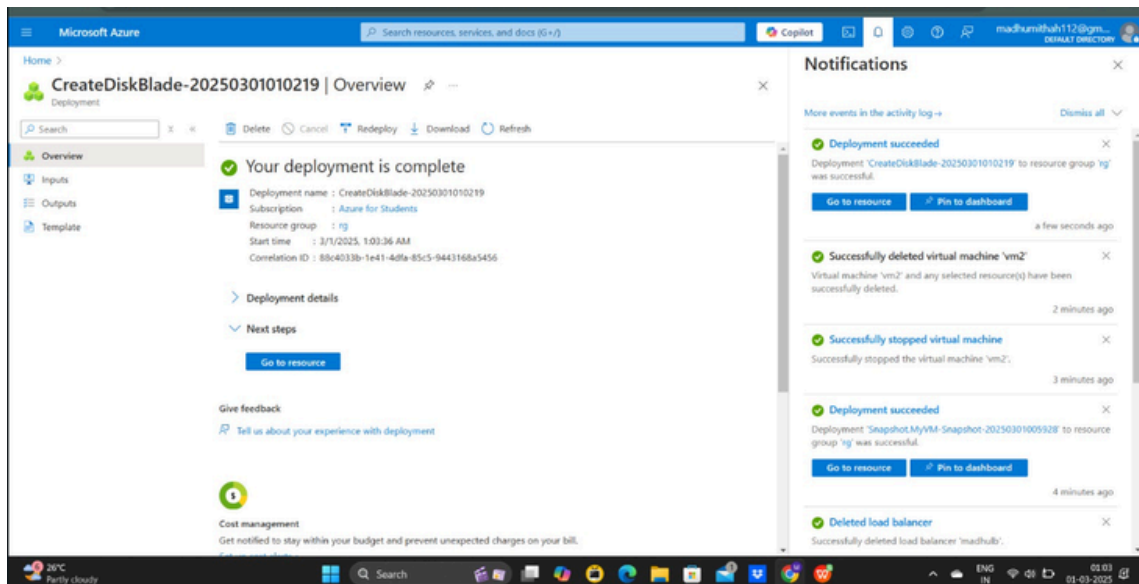 Microsoft Azure
Search resources, services, and docs (G+/)
Copilot
madhumithah112@gm...
DEFAULT DIRECTORY
Home >
CreateDiskBlade-20250301010219 | Overview
Deployment
Search
Overview
Inputs
Outputs
Template
Delete Cancel Redeploy Download Refresh
Your deployment is complete
Deployment name : CreateDiskBlade-20250301010219
Subscription : Azure for Students
Resource group : rg
Start time : 3/1/2025, 1:03:36 AM
Correlation ID : 88c4033b-1e41-4dfa-85c5-9443168a5456
Deployment details
Next steps
Go to resource
Give feedback
Tell us about your experience with deployment
Cost management
Get notified to stay within your budget and prevent unexpected charges on your bill.
Notifications
More events in the activity log → Dismiss all
Deployment succeeded
Deployment 'CreateDiskBlade-20250301010219' to resource group 'rg'
was successful.
Go to resource Pin to dashboard
a few seconds ago
Successfully deleted virtual machine 'vm2'
Virtual machine 'vm2' and any selected resource(s) have been
successfully deleted.
2 minutes ago
Successfully stopped virtual machine
Successfully stopped the virtual machine 'vm2'.
3 minutes ago
Deployment succeeded
Deployment 'Snapshot.MyVM-Snapshot-20250301005928' to resource
group 'rg' was successful.
Go to resource Pin to dashboard
4 minutes ago
Deleted load balancer
Successfully deleted load balancer 'madhulb'.
26°C
Partly cloudy
Search
ENG
IN
01:03
01-03-2025